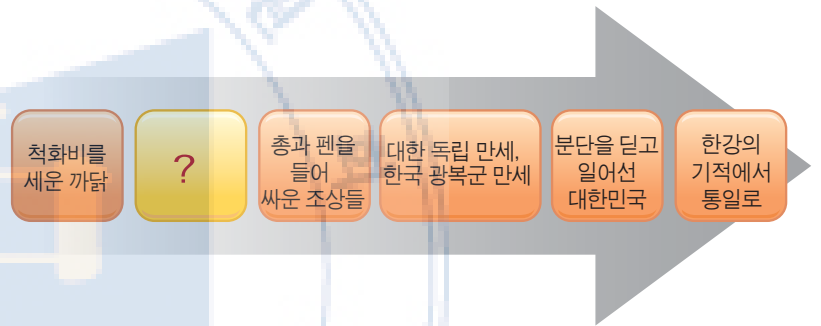 척화비를
세운 까닭
?
총과 펜을
들어
싸운 조상들
대한 독립 만세,
한국 광복군 만세
분단을 딛고
일어선
대한민국
한강의
기적에서
통일로